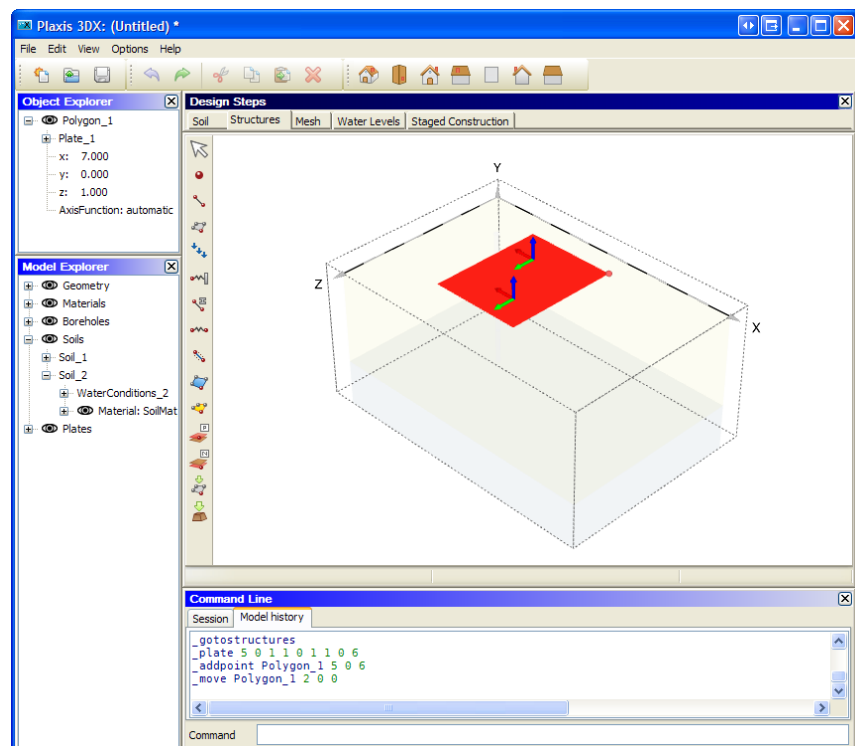 Plaxis 3DX: (Untitled) *
File Edit View Options Help
Object Explorer
Polygon_1
Plate_1
x: 7.000
y: 0.000
z: 1.000
AxisFunction: automatic
Model Explorer
Geometry
Materials
Boreholes
Soils
Soil_1
Soil_2
WaterConditions_2
Material: SoilMat
Plates
Design Steps
Soil Structures Mesh Water Levels Staged Construction
Y
Z
X
Command Line
Session Model history
_gotostructures
_plate 5 0 1 1 0 1 1 0 6
_addpoint Polygon_1 5 0 6
_move Polygon_1 2 0 0
Command